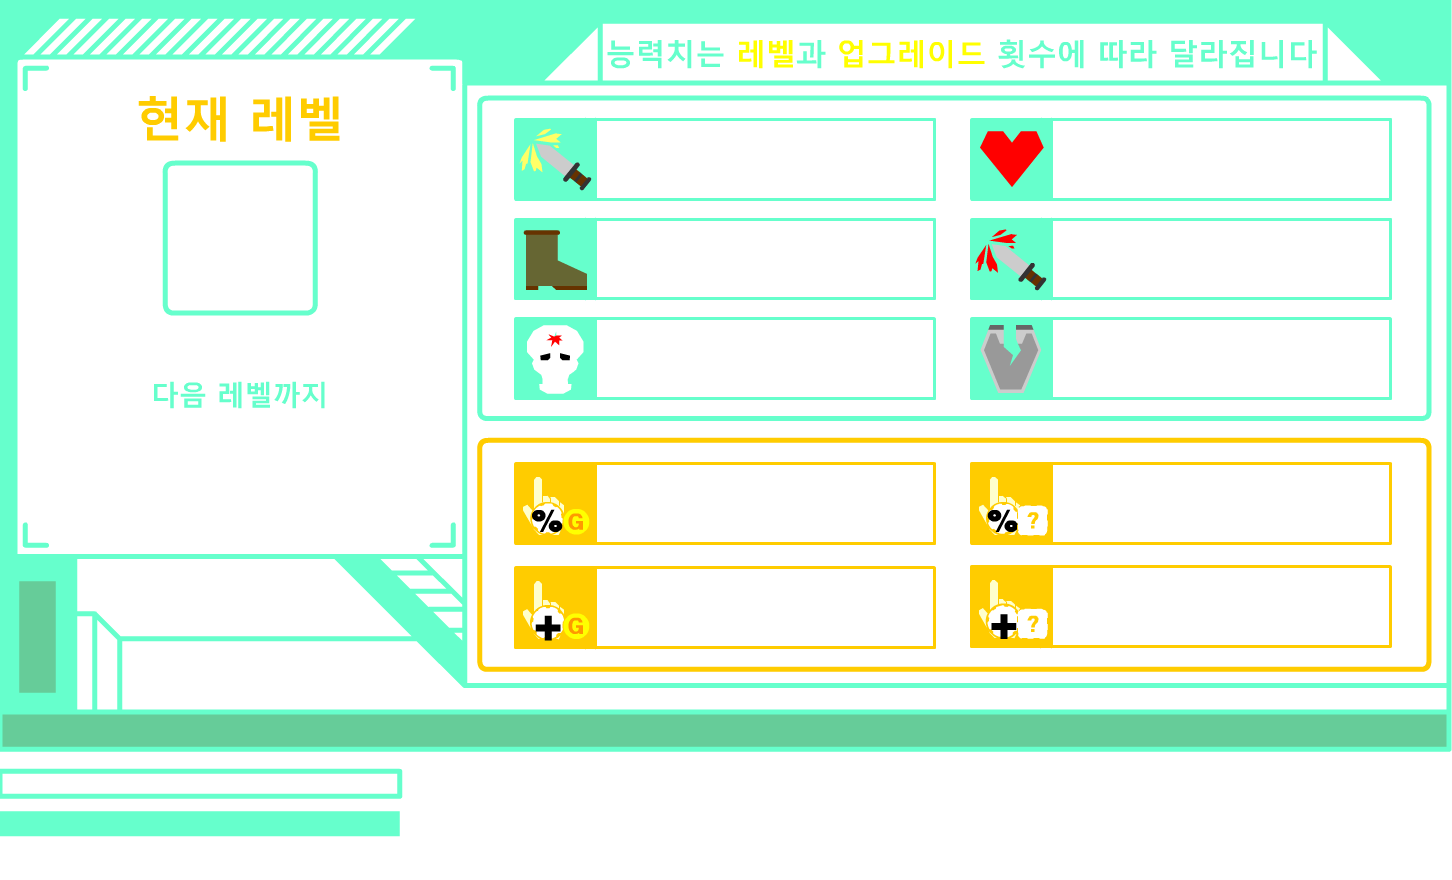 능력치는 레벨과 업그레이드 횟수에 따라 달라집니다
현재 레벨
다음 레벨까지
% G
% ?
+ G
+ ?